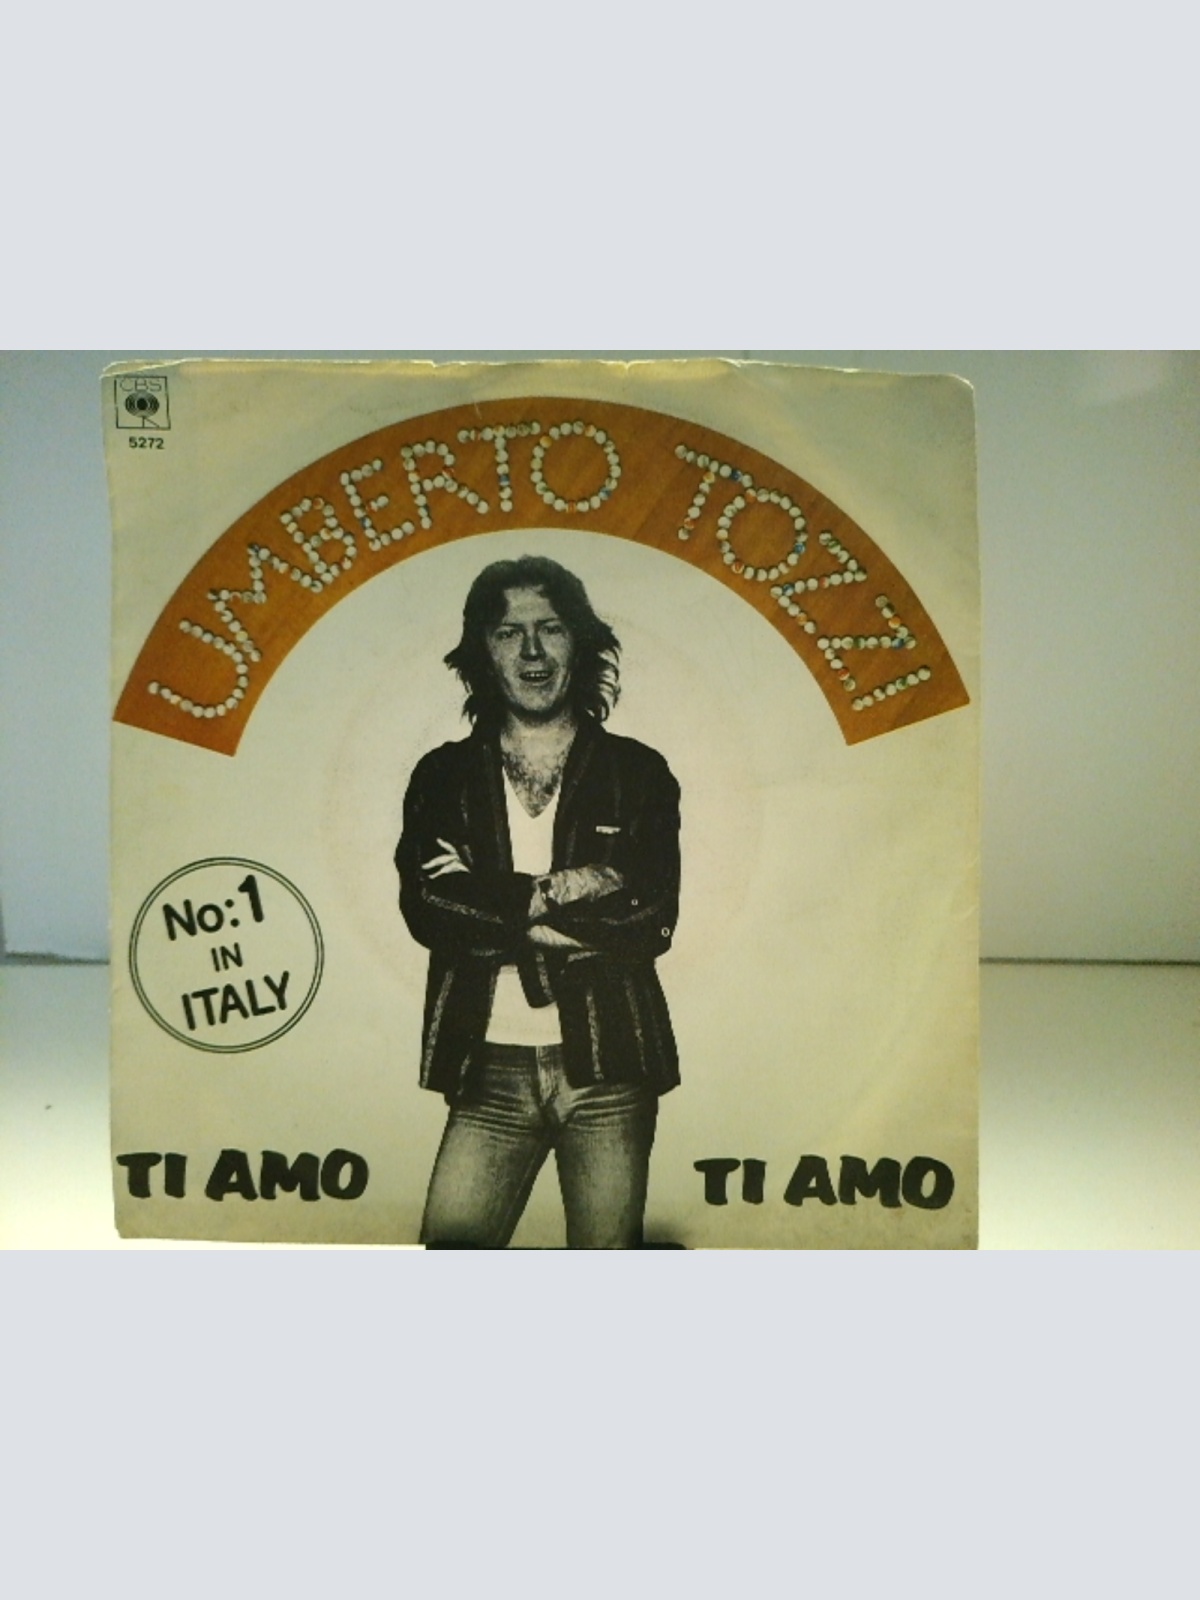 CBS
5272
UMBERTO TOZZI
No:1
IN
ITALY
TI AMO
TI AMO